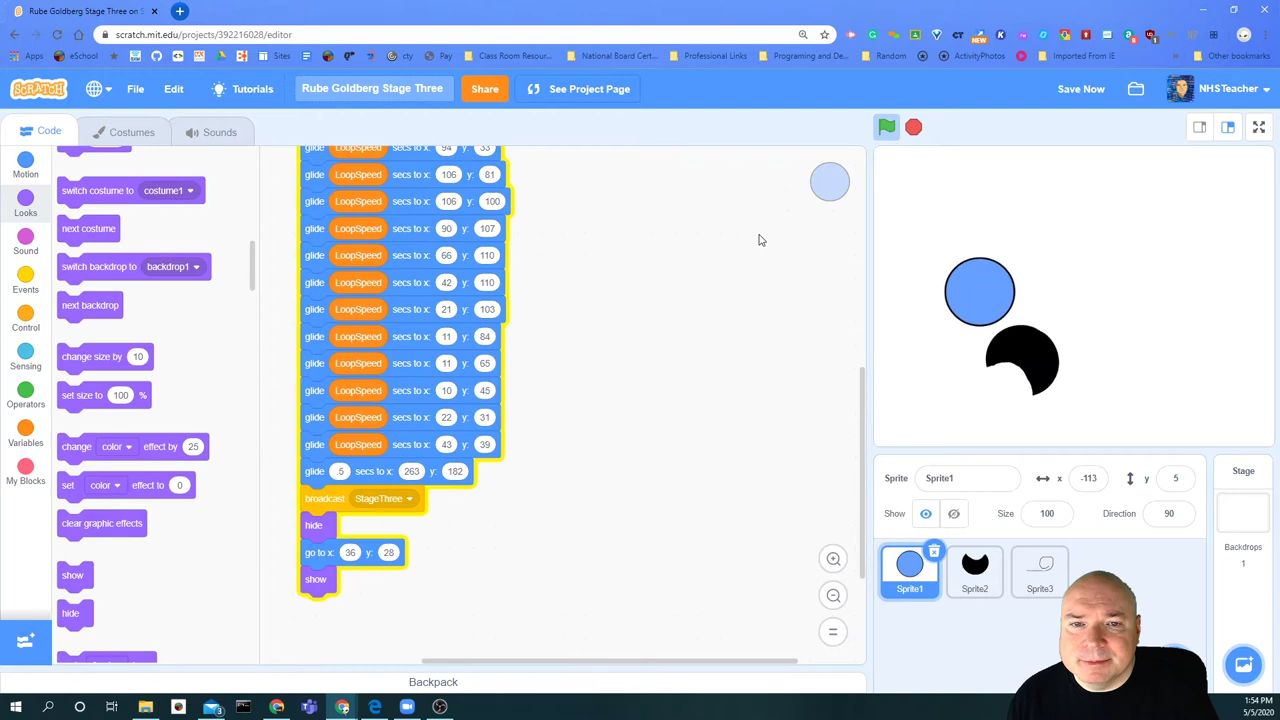 Rube Goldberg Stage Three on S
scratch.mit.edu/projects/392216028/editor
Apps eSchool Sites cty Pay Class Room Resour... National Board Cert... Professional Links Programing and De... Random ActivityPhotos Imported From IE Other bookmarks
SCRATCH File Edit Tutorials Rube Goldberg Stage Three Share See Project Page Save Now NHSTeacher
Code Costumes Sounds
Motion
Looks
Sound
Events
Control
Sensing
Operators
Variables
My Blocks
switch costume to costume1
next costume
switch backdrop to backdrop1
next backdrop
change size by 10
set size to 100 %
change color effect by 25
set color effect to 0
clear graphic effects
show
hide
glide LoopSpeed secs to x: 94 y: 33
glide LoopSpeed secs to x: 106 y: 81
glide LoopSpeed secs to x: 106 y: 100
glide LoopSpeed secs to x: 90 y: 107
glide LoopSpeed secs to x: 66 y: 110
glide LoopSpeed secs to x: 42 y: 110
glide LoopSpeed secs to x: 21 y: 103
glide LoopSpeed secs to x: 11 y: 84
glide LoopSpeed secs to x: 11 y: 65
glide LoopSpeed secs to x: 10 y: 45
glide LoopSpeed secs to x: 22 y: 31
glide LoopSpeed secs to x: 43 y: 39
glide .5 secs to x: 263 y: 182
broadcast StageThree
hide
go to x: 36 y: 28
show
Backpack
Sprite Sprite1 x -113 y 5
Show Size 100 Direction 90
Sprite1 Sprite2 Sprite3
Stage
Backdrops
1
1:54 PM
5/5/2020